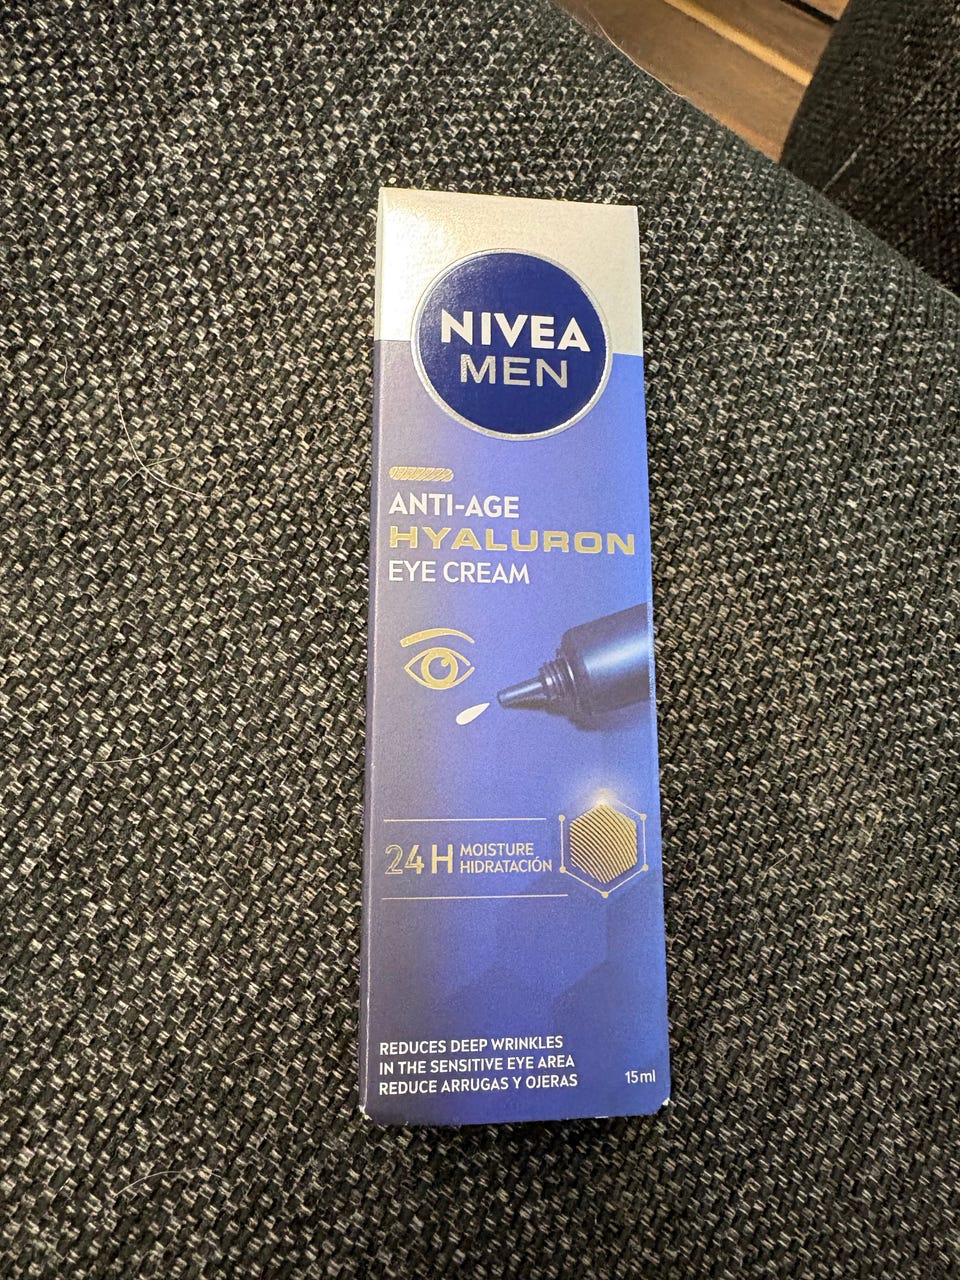 NIVEA
MEN
ANTI-AGE
HYALURON
EYE CREAM
24H MOISTURE
HIDRATACIÓN
REDUCES DEEP WRINKLES
IN THE SENSITIVE EYE AREA
REDUCE ARRUGAS Y OJERAS
15ml